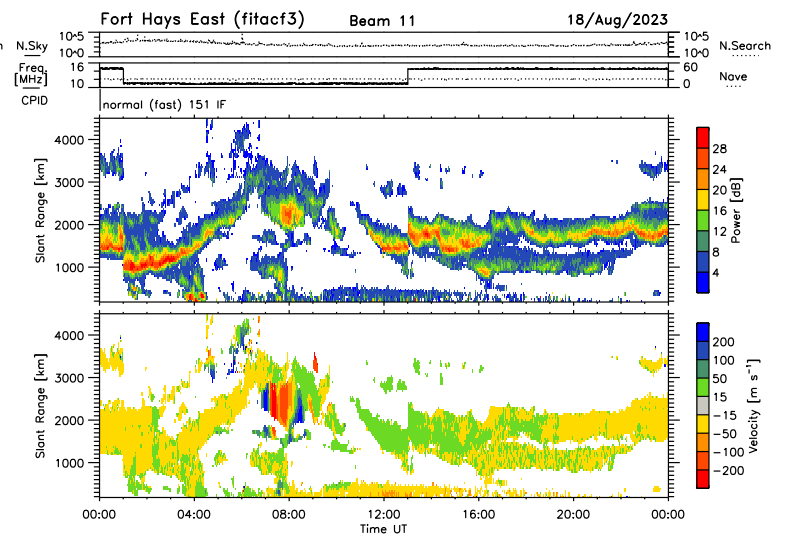 Fort Hays East (fitacf3) Beam 11 18/Aug/2023
n N.Sky 10^5 10^0 10^5 10^0 N.Search
Freq. [MHz] 16 10 60 0 Nave
CPID normal (fast) 151 IF
Slant Range [km]
4000
3000
2000
1000
28
24
20
16
12
8
4
Power [dB]
Slant Range [km]
4000
3000
2000
1000
200
100
50
15
−15
−50
−100
−200
Velocity [m s⁻¹]
00:00 04:00 08:00 12:00 16:00 20:00 00:00
Time UT